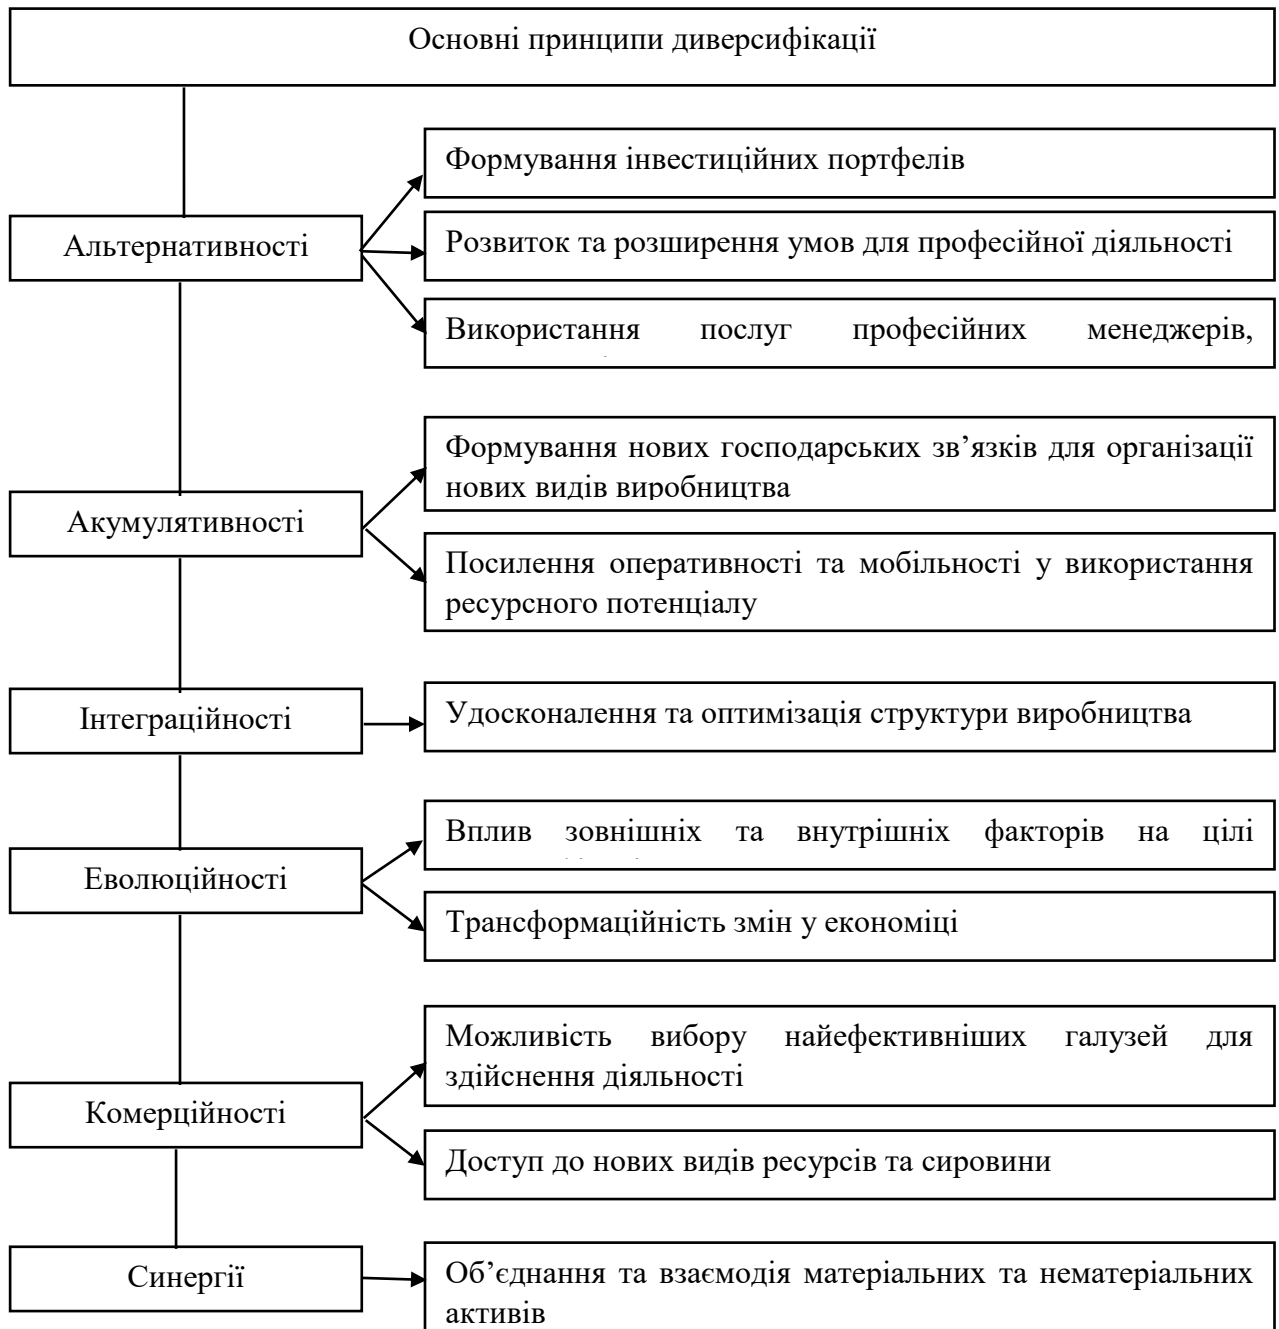 Основні принципи диверсифікації
Формування інвестиційних портфелів
Альтернативності
Розвиток та розширення умов для професійної діяльності
Використання послуг професійних менеджерів,
Формування нових господарських зв’язків для організації
нових видів виробництва
Акумулятивності
Посилення оперативності та мобільності у використання
ресурсного потенціалу
Інтеграційності
Удосконалення та оптимізація структури виробництва
Вплив зовнішніх та внутрішніх факторів на цілі
Еволюційності
Трансформаційність змін у економіці
Можливість вибору найефективніших галузей для
здійснення діяльності
Комерційності
Доступ до нових видів ресурсів та сировини
Синергії
Об’єднання та взаємодія матеріальних та нематеріальних
активів